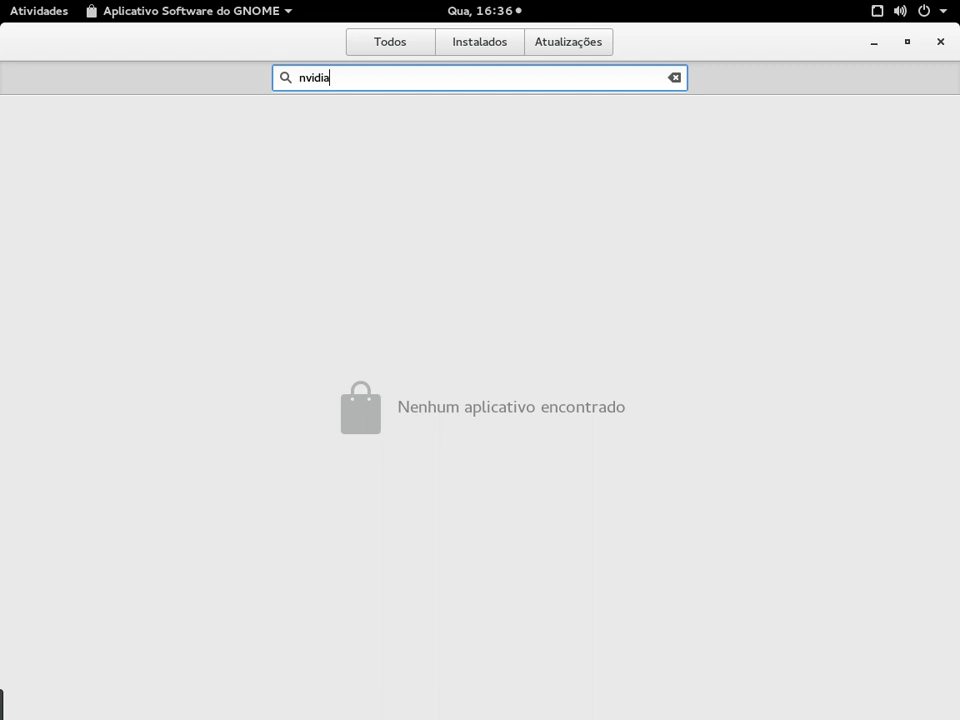 Atividades Aplicativo Software do GNOME Qua, 16:36
Todos Instalados Atualizações
nvidia
Nenhum aplicativo encontrado